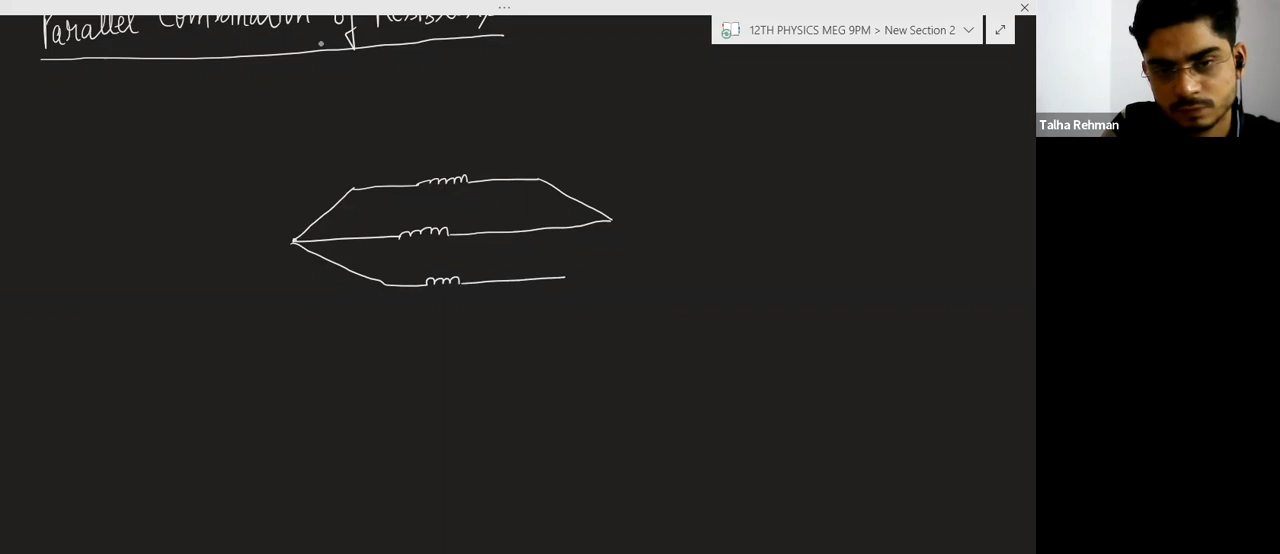 Parallel Combination of Resistors
12TH PHYSICS MEG 9PM > New Section 2
Talha Rehman